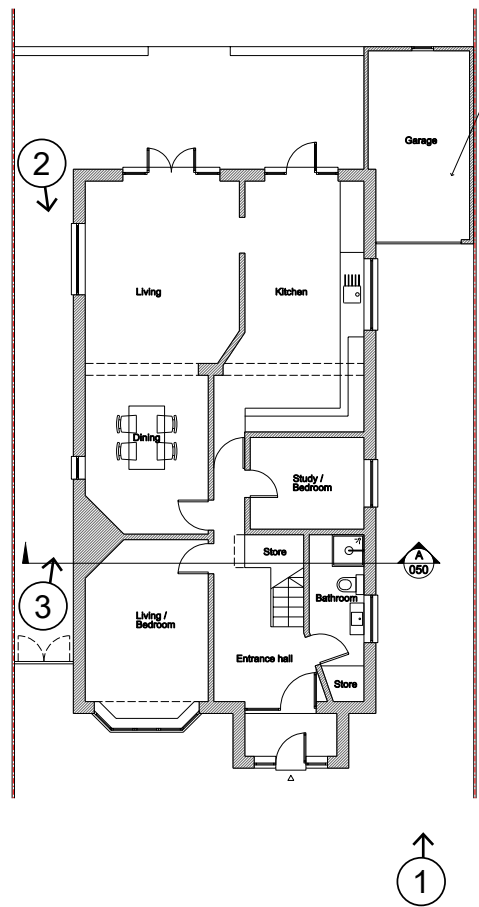 Garage
2
Living
Kitchen
Dining
Study /
Bedroom
Store
A
050
3
Bathroom
Living /
Bedroom
Entrance hall
Store
1